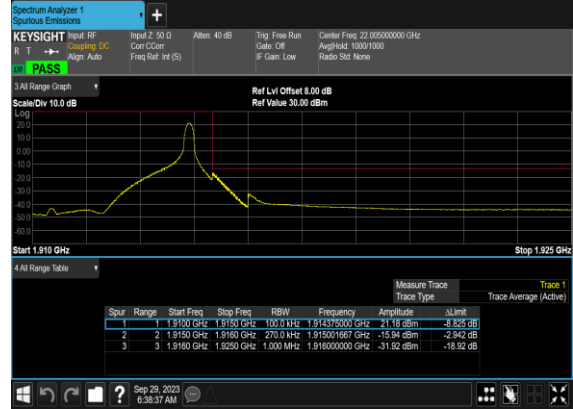 Spectrum Analyzer 1
Spurious Emissions
KEYSIGHT Input: RF Input Z: 50 Ω Atten: 40 dB Trig: Free Run Center Freq: 22.005000000 GHz
R T Coupling: DC Corr CCorr Gate: Off Avg|Hold: 1000/1000
Align: Auto Freq Ref: Int (S) IF Gain: Low Radio Std: None
PASS
3 All Range Graph
Ref Lvl Offset 8.00 dB
Scale/Div 10.0 dB Ref Value 30.00 dBm
Log
20.0
10.0
0.00
-10.0
-20.0
-30.0
-40.0
-50.0
-60.0
Start 1.910 GHz Stop 1.925 GHz
4 All Range Table
Measure Trace Trace 1
Trace Type Trace Average (Active)
Spur Range Start Freq Stop Freq RBW Frequency Amplitude ΔLimit
1 1 1.9100 GHz 1.9150 GHz 100.0 kHz 1.914375000 GHz 21.18 dBm -8.825 dB
2 2 1.9150 GHz 1.9160 GHz 270.0 kHz 1.915001667 GHz -15.94 dBm -2.942 dB
3 3 1.9160 GHz 1.9250 GHz 1.000 MHz 1.916000000 GHz -31.92 dBm -18.92 dB
Sep 29, 2023
6:38:37 AM